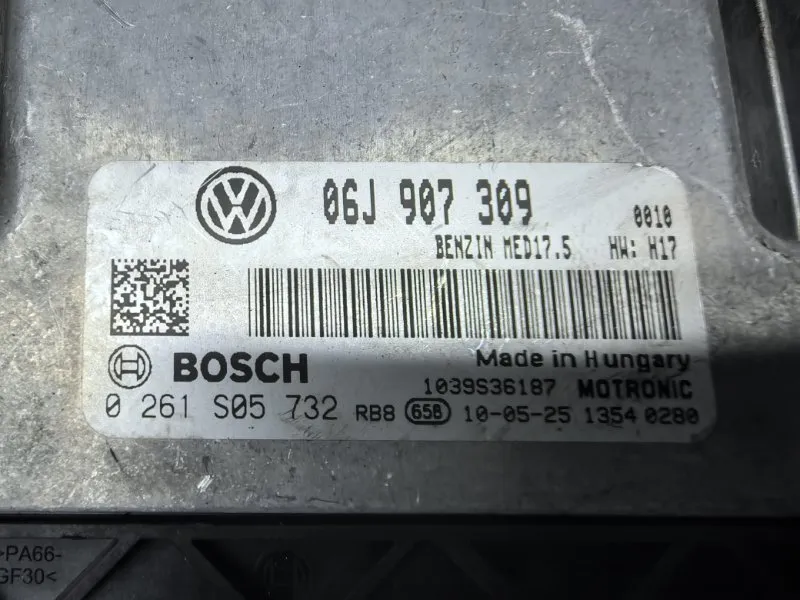 06J 907 309
0010
BENZIN MED17.5 HW: H17
BOSCH
Made in Hungary
1039S36187 MOTRONIC
0 261 S05 732 RB8 658 10-05-25 1354 0280
>PA66-
GF30<